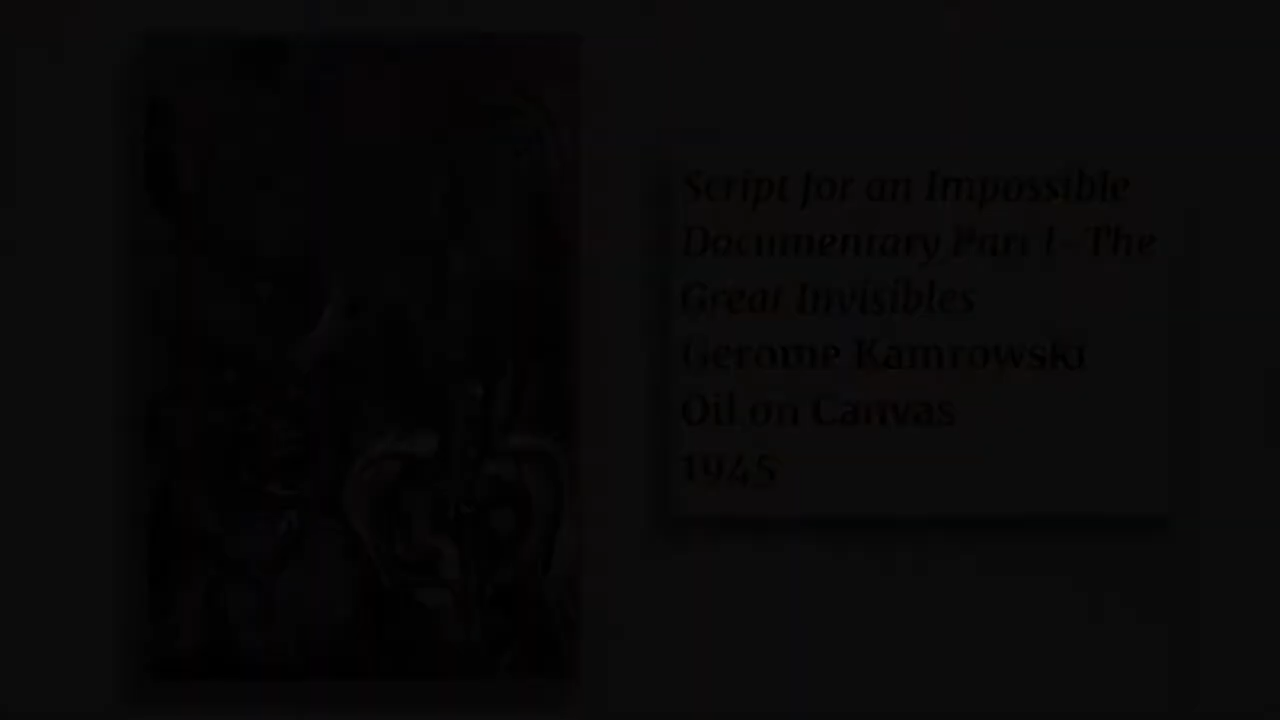 Script for an Impossible
Documentary Part I - The
Great Invisibles
Gerome Kamrowski
Oil on Canvas
1945